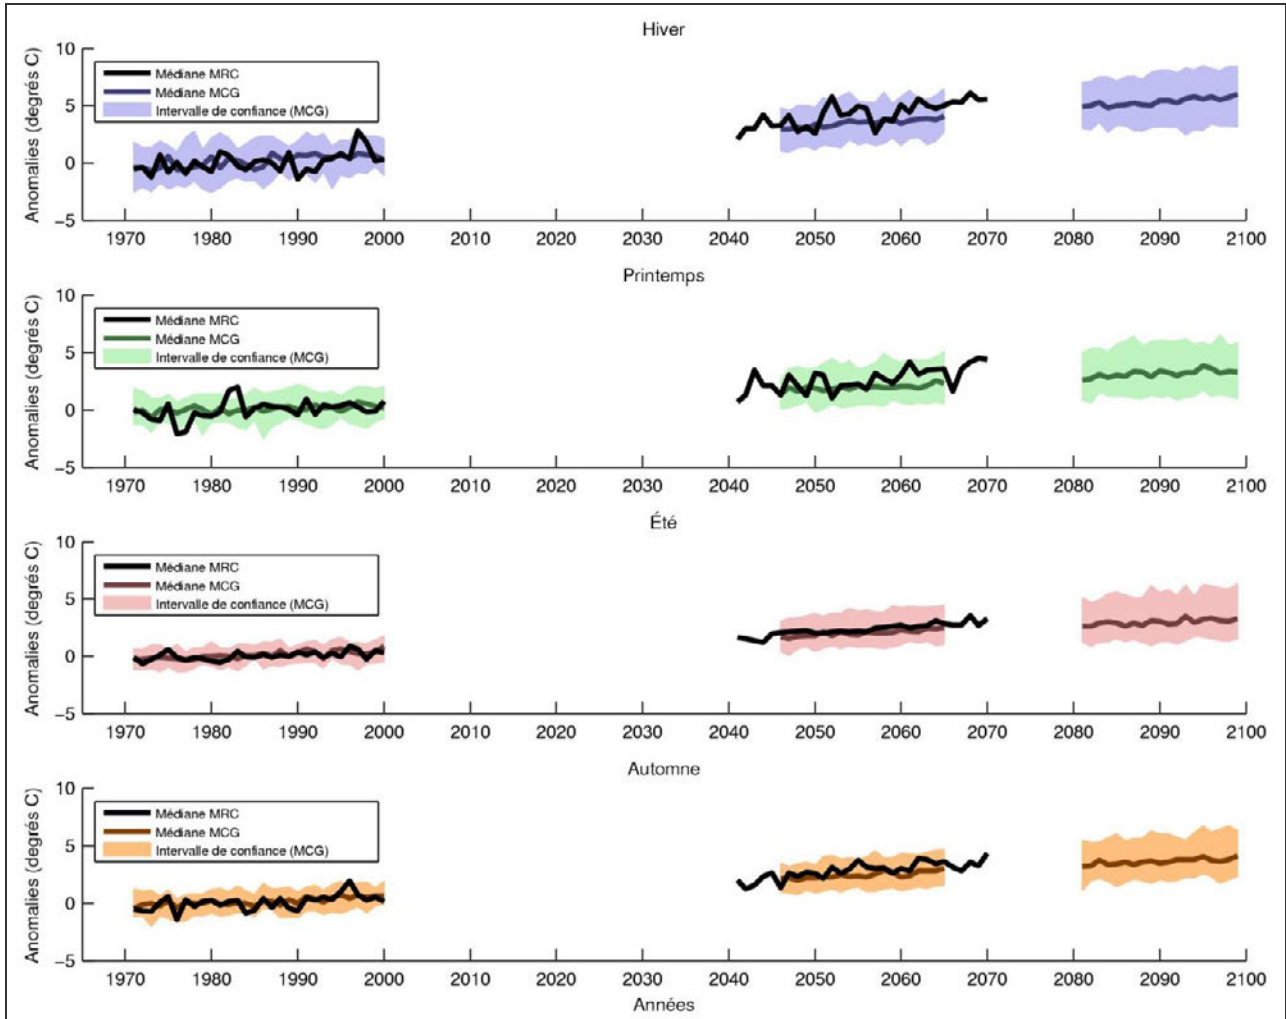 Hiver
Anomalies (degrés C)
10
5
0
−5
Médiane MRC
Médiane MCG
Intervalle de confiance (MCG)
1970 1980 1990 2000 2010 2020 2030 2040 2050 2060 2070 2080 2090 2100
Printemps
Anomalies (degrés C)
10
5
0
−5
Médiane MRC
Médiane MCG
Intervalle de confiance (MCG)
1970 1980 1990 2000 2010 2020 2030 2040 2050 2060 2070 2080 2090 2100
Été
Anomalies (degrés C)
10
5
0
−5
Médiane MRC
Médiane MCG
Intervalle de confiance (MCG)
1970 1980 1990 2000 2010 2020 2030 2040 2050 2060 2070 2080 2090 2100
Automne
Anomalies (degrés C)
10
5
0
−5
Médiane MRC
Médiane MCG
Intervalle de confiance (MCG)
1970 1980 1990 2000 2010 2020 2030 2040 2050 2060 2070 2080 2090 2100
Années